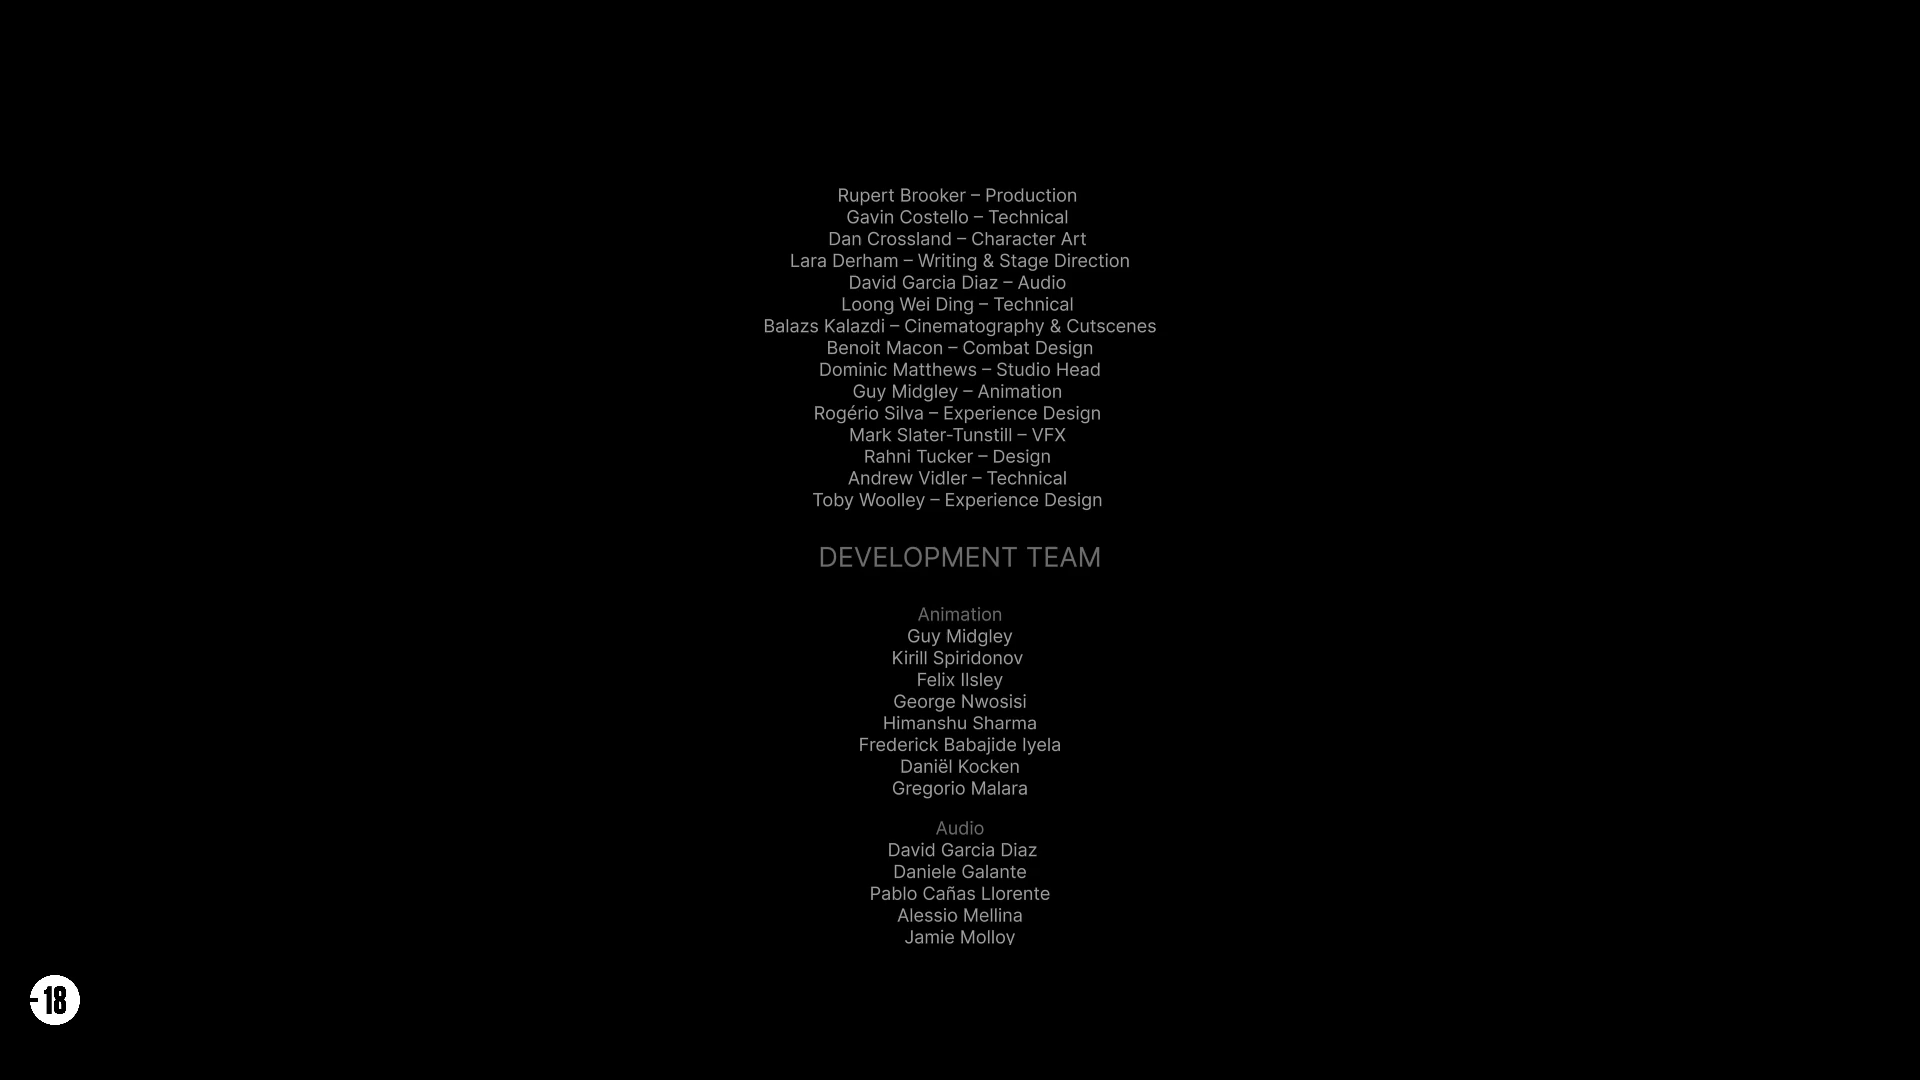 Rupert Brooker – Production
Gavin Costello – Technical
Dan Crossland – Character Art
Lara Derham – Writing & Stage Direction
David Garcia Diaz – Audio
Loong Wei Ding – Technical
Balazs Kalazdi – Cinematography & Cutscenes
Benoit Macon – Combat Design
Dominic Matthews – Studio Head
Guy Midgley – Animation
Rogério Silva – Experience Design
Mark Slater-Tunstill – VFX
Rahni Tucker – Design
Andrew Vidler – Technical
Toby Woolley – Experience Design
DEVELOPMENT TEAM
Animation
Guy Midgley
Kirill Spiridonov
Felix Ilsley
George Nwosisi
Himanshu Sharma
Frederick Babajide Iyela
Daniël Kocken
Gregorio Malara
Audio
David Garcia Diaz
Daniele Galante
Pablo Cañas Llorente
Alessio Mellina
Jamie Molloy
-18